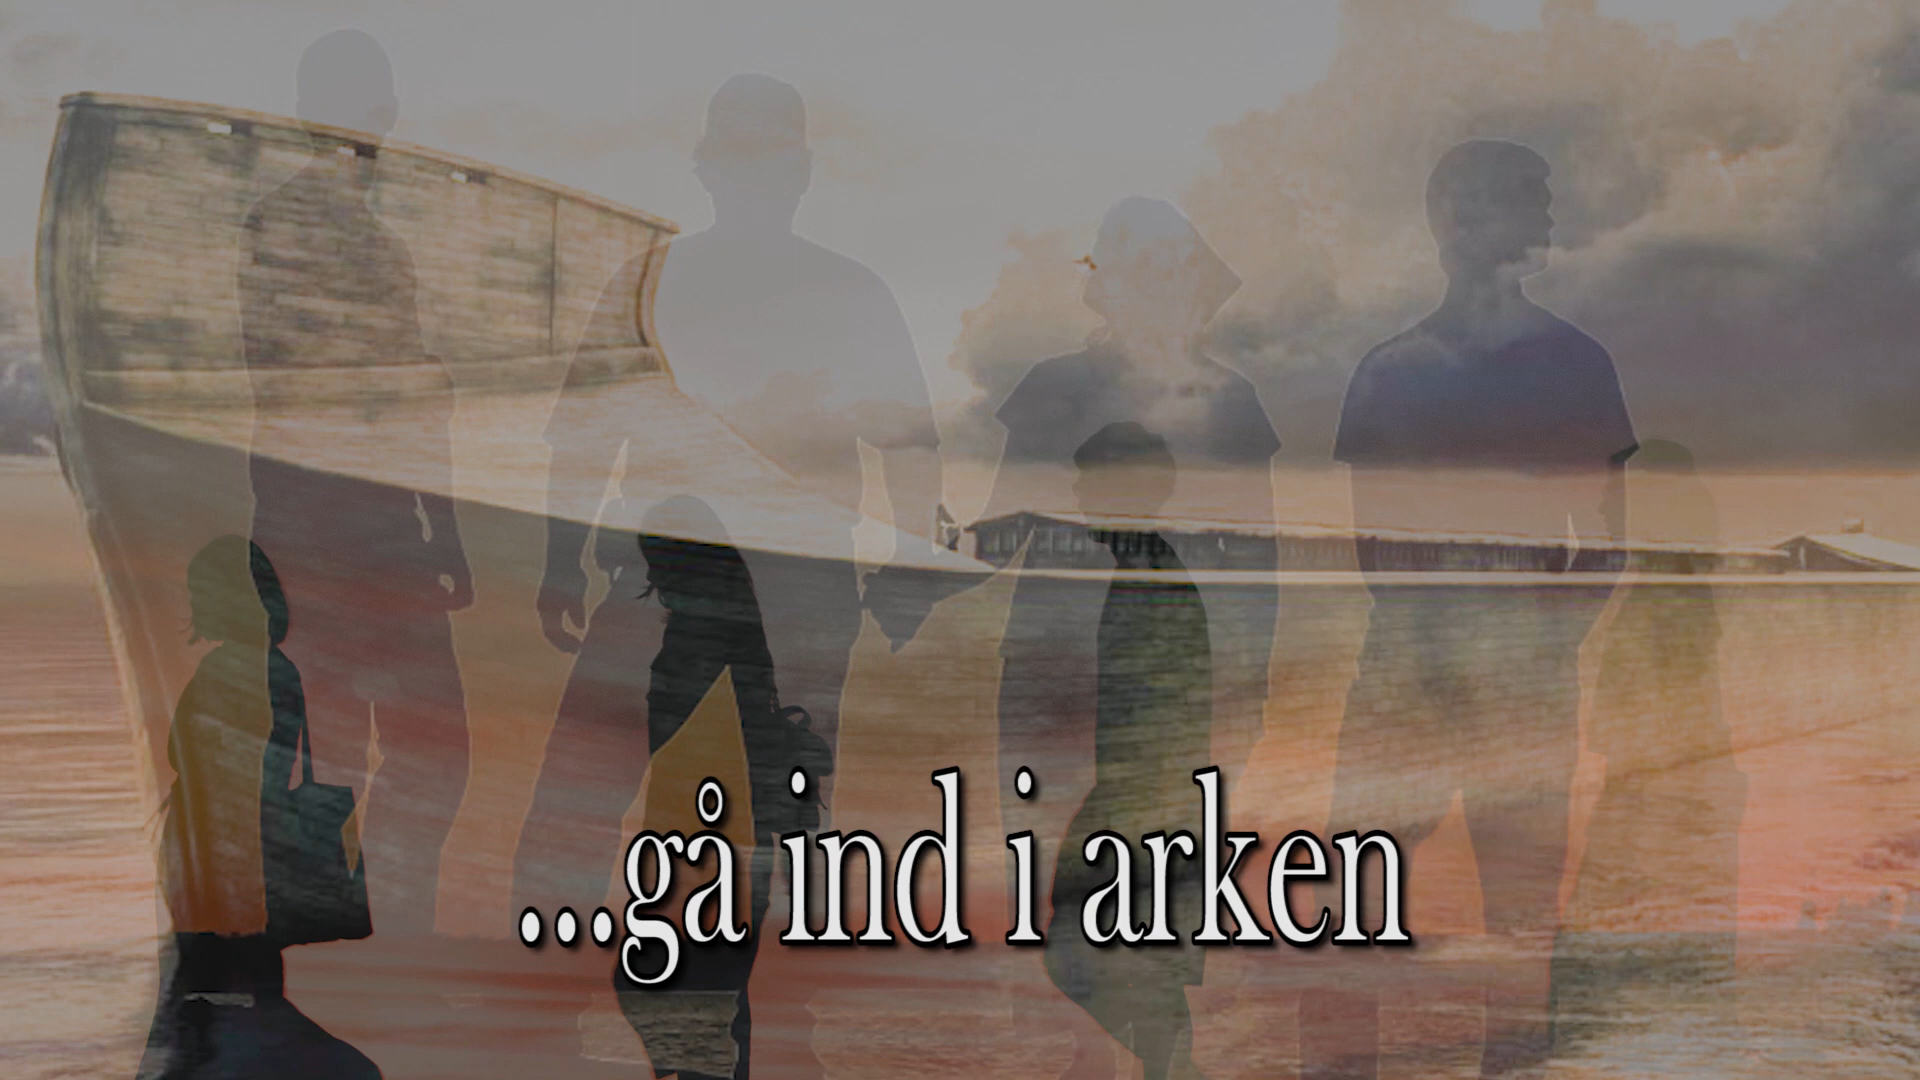 ...gå ind i arken